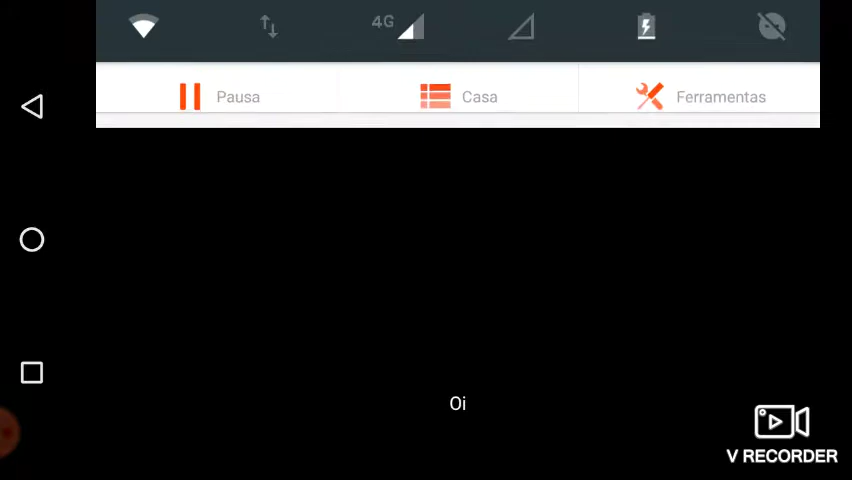 4G
Pausa
Casa
Ferramentas
Oi
V RECORDER